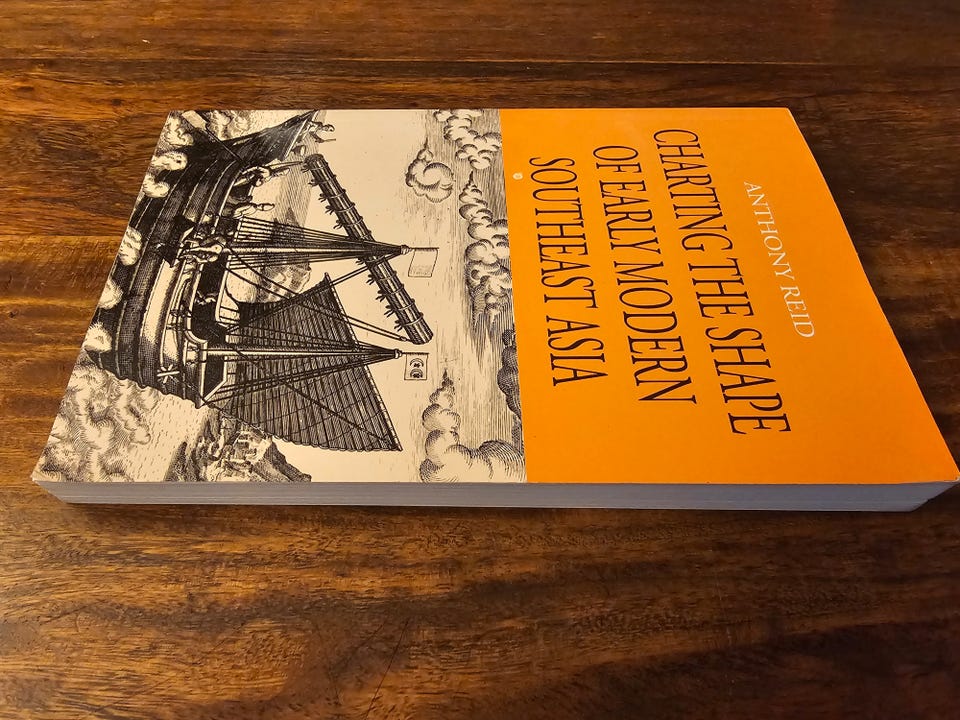 ANTHONY REID
CHARTING THE SHAPE
OF EARLY MODERN
SOUTHEAST ASIA